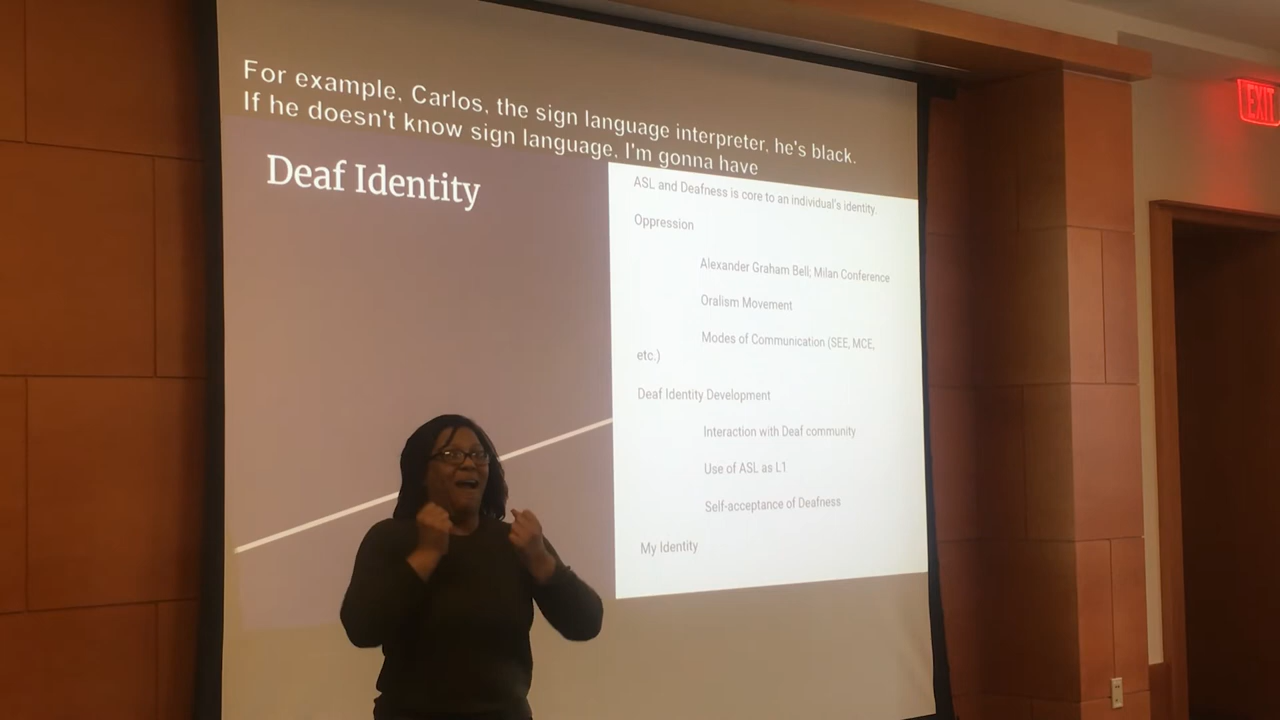 For example, Carlos, the sign language interpreter, he's black.
If he doesn't know sign language, I'm gonna have
Deaf Identity
ASL and Deafness is core to an individual's identity.
Oppression
Alexander Graham Bell; Milan Conference
Oralism Movement
Modes of Communication (SEE, MCE,
etc.)
Deaf Identity Development
Interaction with Deaf community
Use of ASL as L1
Self-acceptance of Deafness
My Identity
EXIT